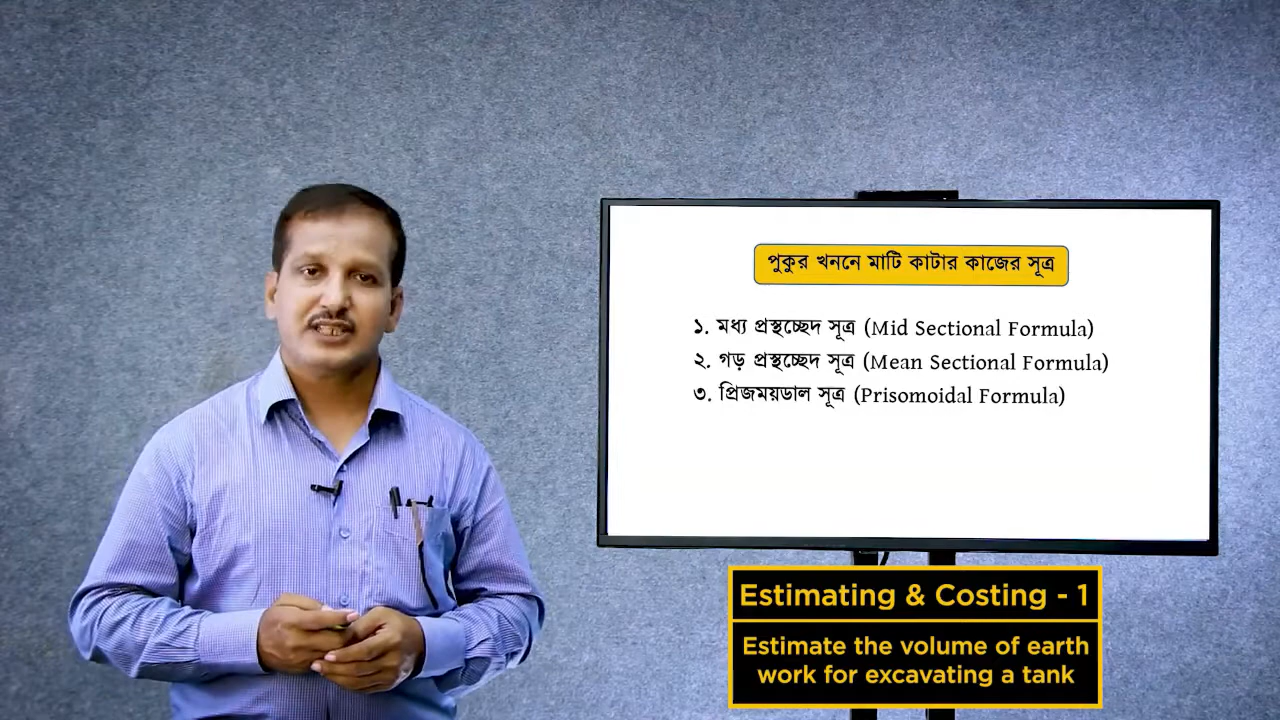 পুকুর খননে মাটি কাটার কাজের সূত্র
১. মধ্য প্রস্থচ্ছেদ সূত্র (Mid Sectional Formula)
২. গড় প্রস্থচ্ছেদ সূত্র (Mean Sectional Formula)
৩. প্রিজময়ডাল সূত্র (Prisomoidal Formula)
Estimating & Costing - 1
Estimate the volume of earth
work for excavating a tank